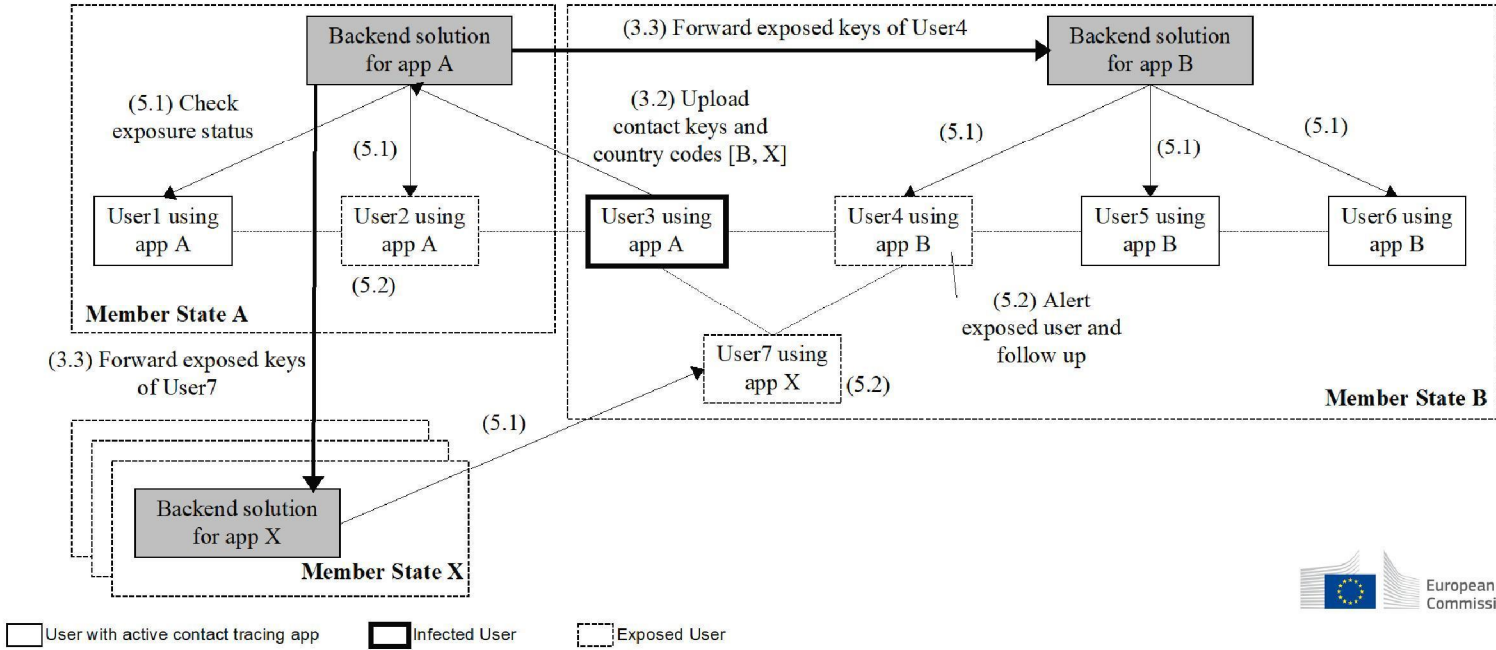 Backend solution
for app A
(3.3) Forward exposed keys of User4
Backend solution
for app B
(5.1) Check
exposure status
(5.1)
(3.2) Upload
contact keys and
country codes [B, X]
(5.1)
(5.1)
(5.1)
User1 using
app A
User2 using
app A
User3 using
app A
User4 using
app B
User5 using
app B
User6 using
app B
(5.2)
Member State A
(5.2) Alert
exposed user and
follow up
(3.3) Forward exposed keys
of User7
User7 using
app X
(5.2)
Member State B
(5.1)
Backend solution
for app X
Member State X
European
Commissi
User with active contact tracing app
Infected User
Exposed User